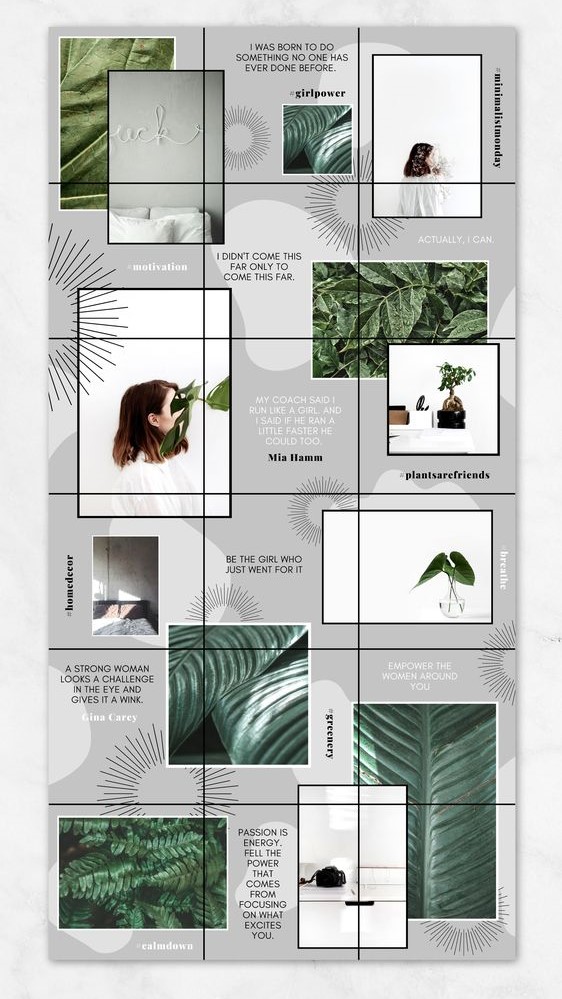 I WAS BORN TO DO
SOMETHING NO ONE HAS
EVER DONE BEFORE.
#girlpower
#minimalistmonday
ACTUALLY, I CAN.
#motivation
I DIDN'T COME THIS
FAR ONLY TO
COME THIS FAR.
MY COACH SAID I
RUN LIKE A GIRL. AND
I SAID IF HE RAN A
LITTLE FASTER HE
COULD TOO.
Mia Hamm
#plantsarefriends
#homedecor
BE THE GIRL WHO
JUST WENT FOR IT
#breathe
A STRONG WOMAN
LOOKS A CHALLENGE
IN THE EYE AND
GIVES IT A WINK.
Gina Carey
EMPOWER THE
WOMEN AROUND
YOU
#greenery
PASSION IS
ENERGY.
FELL THE
POWER
THAT
COMES
FROM
FOCUSING
ON WHAT
EXCITES
YOU.
#calmdown